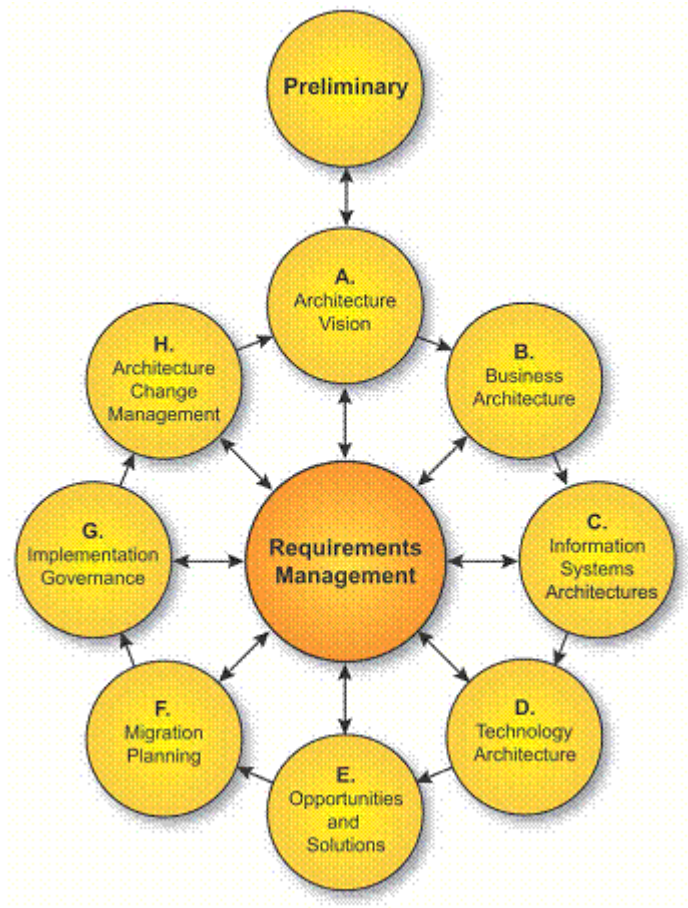 Preliminary
A.
Architecture
Vision
B.
Business
Architecture
C.
Information
Systems
Architectures
D.
Technology
Architecture
E.
Opportunities
and
Solutions
F.
Migration
Planning
G.
Implementation
Governance
H.
Architecture
Change
Management
Requirements
Management